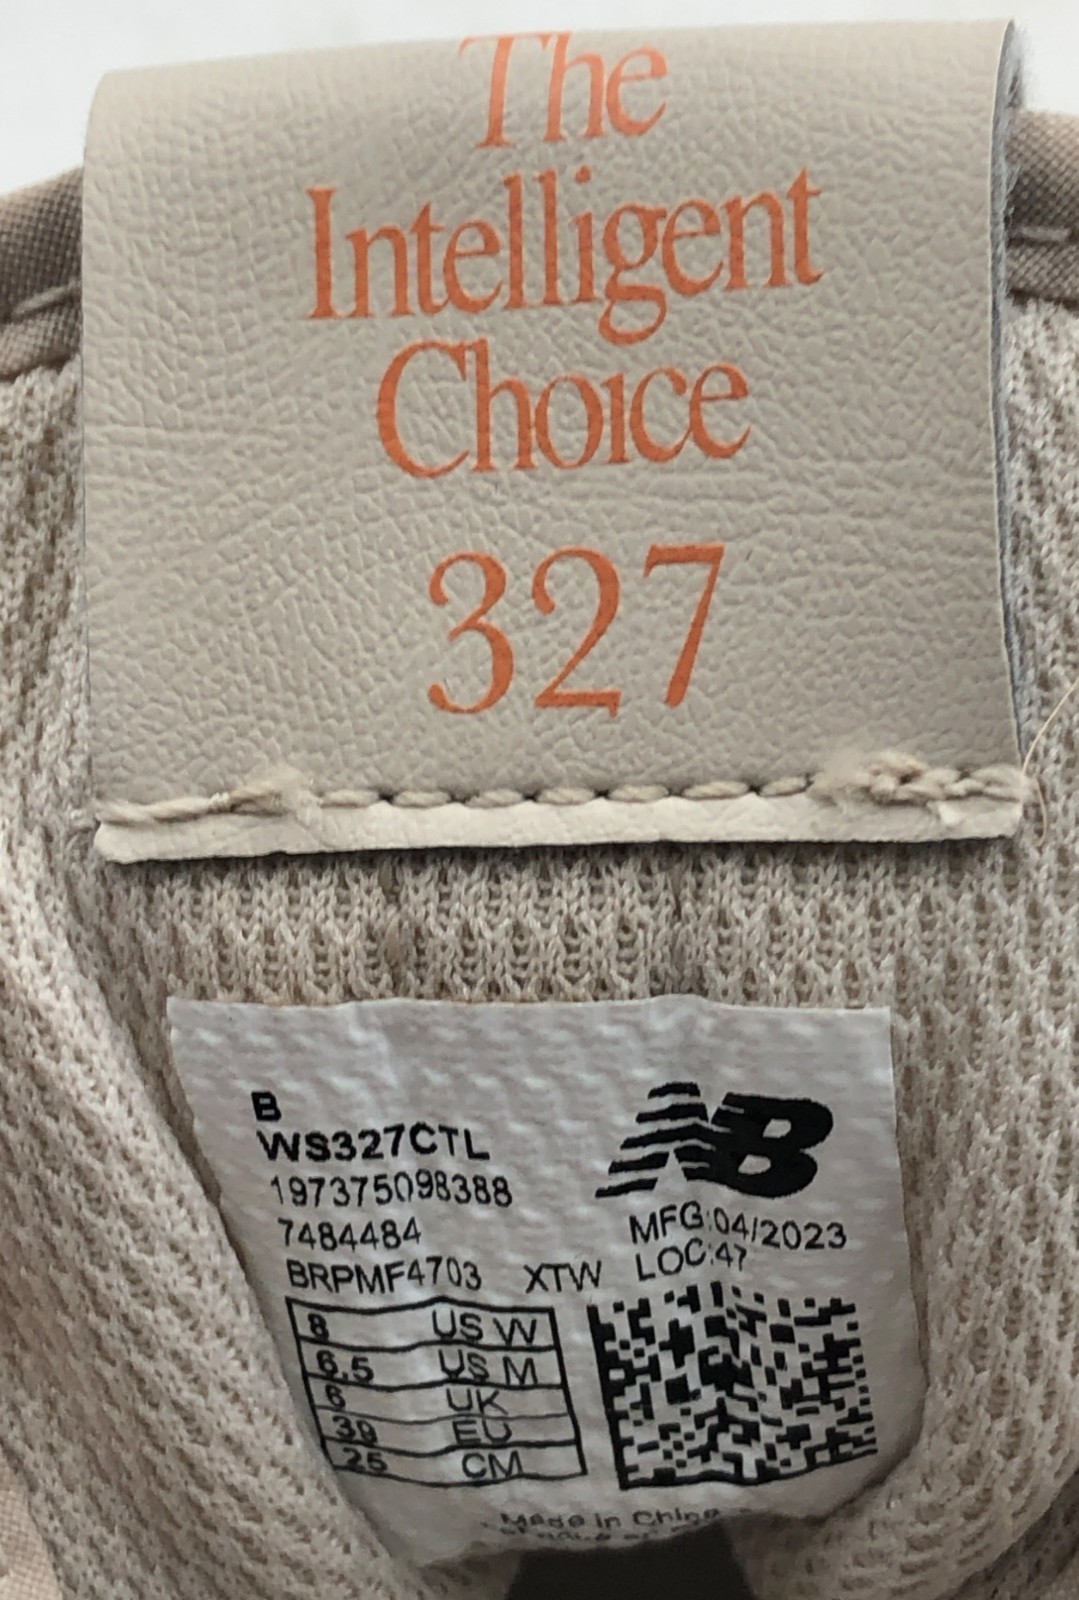 The
Intelligent
Choice
327
B
WS327CTL
197375098388
7484484
BRPMF4703 XTW
NB
MFG:04/2023
LOC:47
8 US W
6.5 US M
6 UK
39 EU
25 CM
Made in China